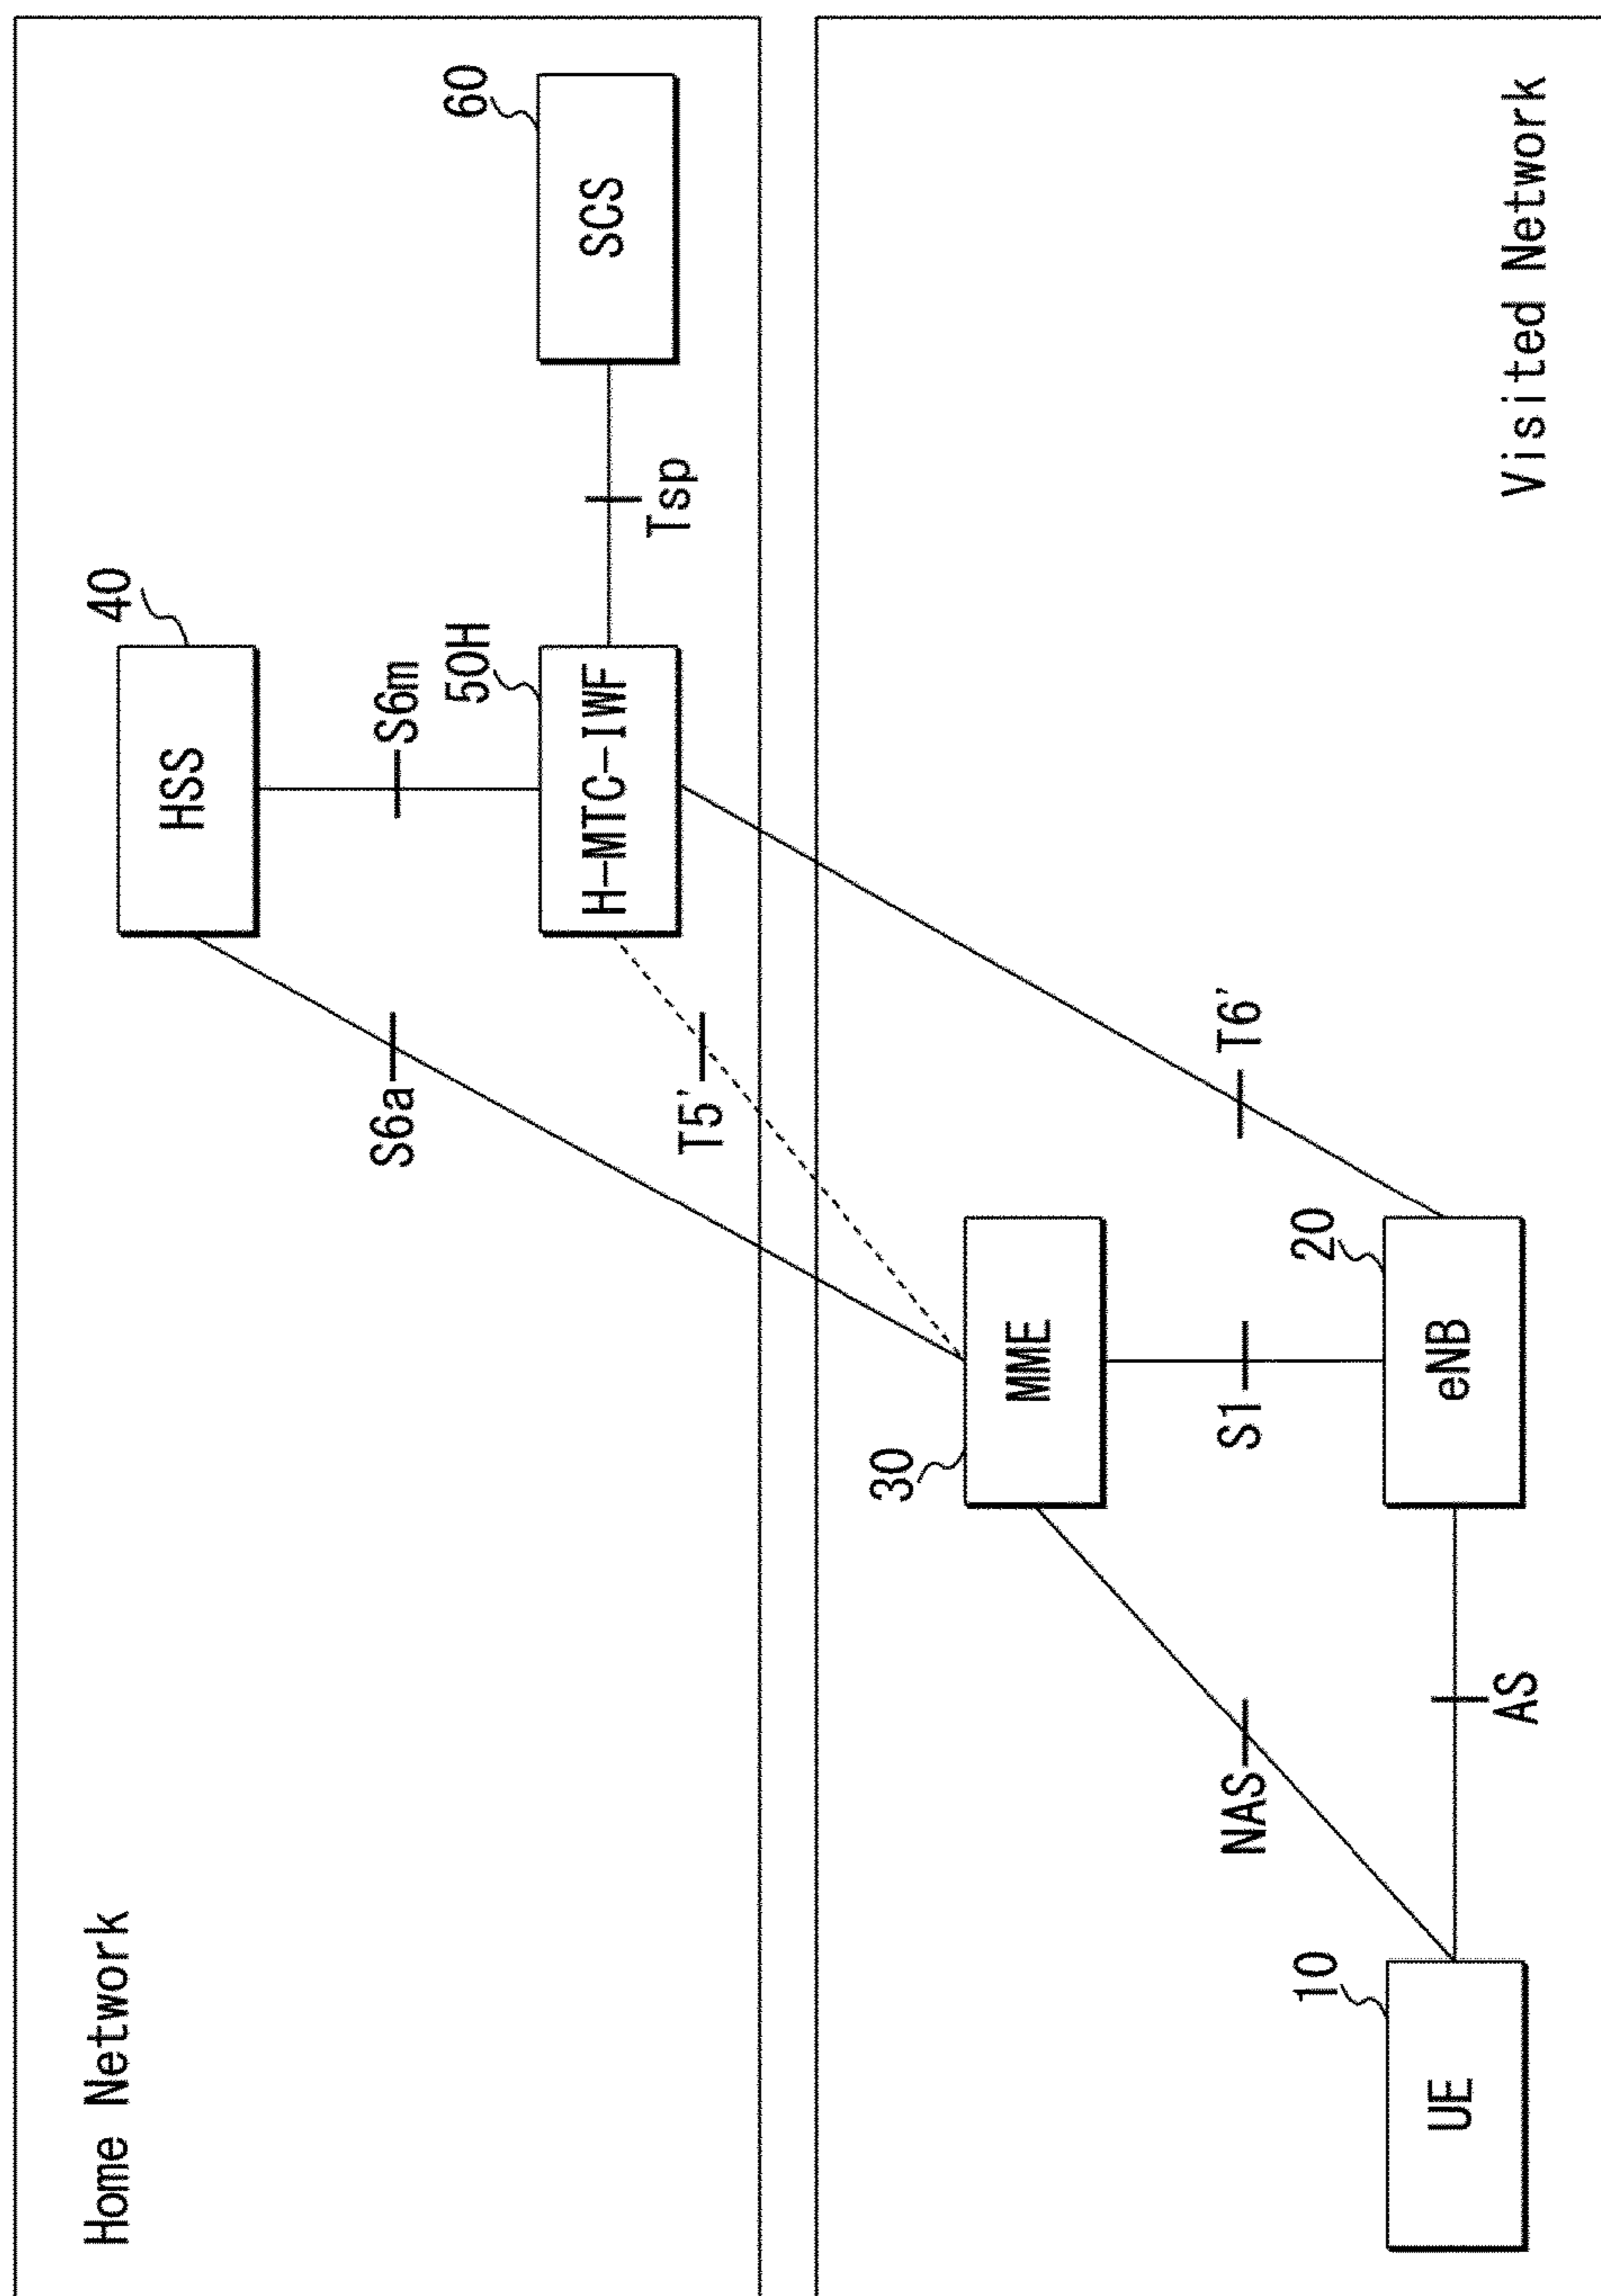 Home Network
HSS
40
S6a
S6m
50H
H-MTC-IWF
60
SCS
Tsp
T5'
Visited Network
30
MME
S1
T6'
NAS
10
UE
AS
20
eNB